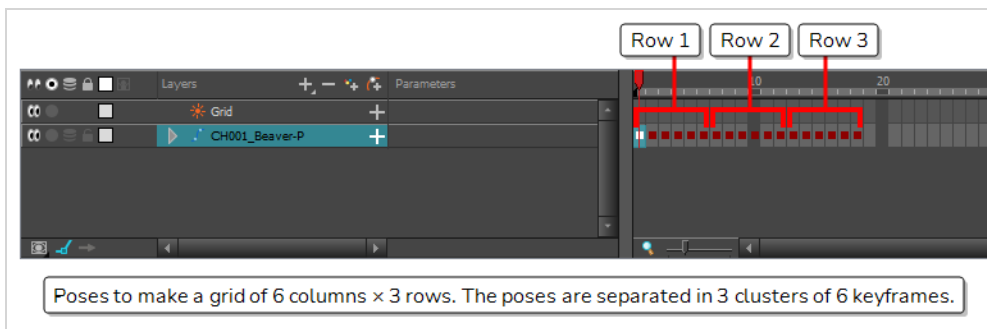 Row 1 Row 2 Row 3
Layers Parameters 10 20
Grid
CH001_Beaver-P
Poses to make a grid of 6 columns × 3 rows. The poses are separated in 3 clusters of 6 keyframes.